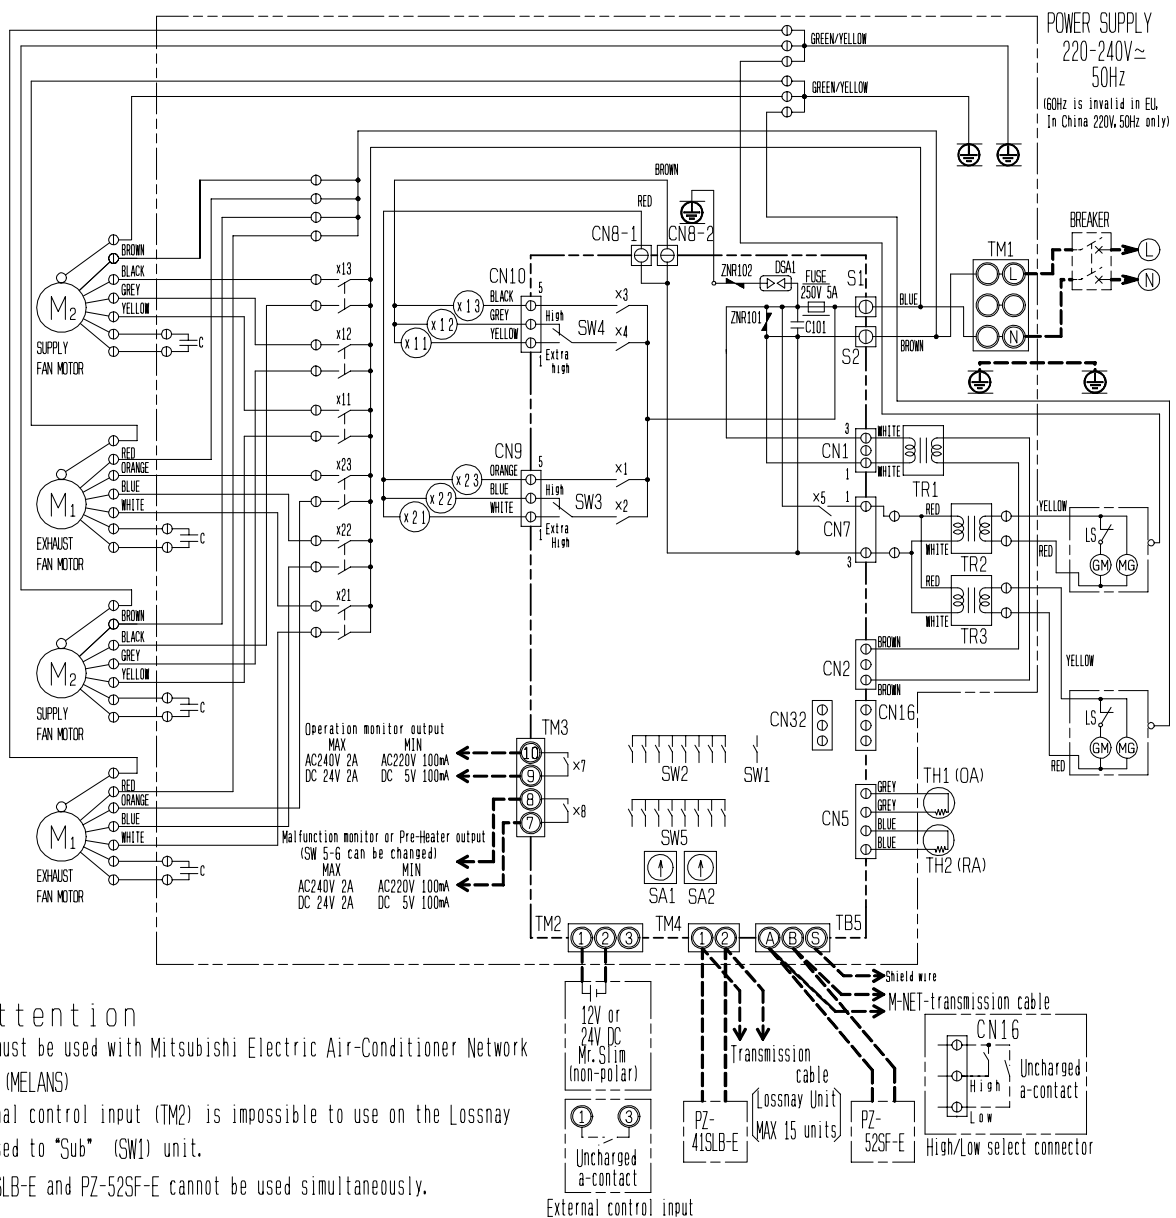 POWER SUPPLY
220-240V≃
50Hz
(60Hz is invalid in EU,
In China 220V, 50Hz only)
GREEN/YELLOW
GREEN/YELLOW
BROWN
RED
CN8-1
CN8-2
BREAKER
TM1
L
N
L
N
BROWN
BLACK
GREY
YELLOW
M2
C
SUPPLY
FAN MOTOR
x13
x12
x11
x23
x22
x21
CN10
5
BLACK
GREY
YELLOW
x13
x12
x11
High
1
Extra
high
SW4
x3
x4
ZNR102
DSA1
FUSE
250V 5A
ZNR101
C101
S1
S2
BLUE
BROWN
CN9
5
ORANGE
BLUE
WHITE
x23
x22
x21
High
1
Extra
High
SW3
x1
x2
3
CN1
1
WHITE
WHITE
TR1
x5
1
CN7
3
RED
WHITE
TR2
RED
WHITE
TR3
YELLOW
RED
LS
GM
MG
RED
ORANGE
BLUE
WHITE
M1
C
EXHAUST
FAN MOTOR
BROWN
BLACK
GREY
YELLOW
M2
C
SUPPLY
FAN MOTOR
CN2
BROWN
BROWN
YELLOW
RED
LS
GM
MG
CN32
CN16
RED
ORANGE
BLUE
WHITE
M1
C
EXHAUST
FAN MOTOR
Operation monitor output
MAX MIN
AC240V 2A AC220V 100mA
DC 24V 2A DC 5V 100mA
TM3
10
9
8
7
x7
x8
Malfunction monitor or Pre-Heater output
(SW 5-6 can be changed)
MAX MIN
AC240V 2A AC220V 100mA
DC 24V 2A DC 5V 100mA
SW2
SW1
SW5
SA1
SA2
CN5
GREY
GREY
BLUE
BLUE
TH1 (OA)
TH2 (RA)
TM2
1 2 3
TM4
1 2
A B S
TB5
Shield wire
M-NET-transmission cable
12V or
24V DC
Mr.Slim
(non-polar)
1 3
Uncharged
a-contact
External control input
Transmission
cable
Lossnay Unit
MAX 15 units
PZ-
41SLB-E
PZ-
52SF-E
CN16
High
Low
Uncharged
a-contact
High/Low select connector
ttention
must be used with Mitsubishi Electric Air-Conditioner Network
(MELANS)
nal control input (TM2) is impossible to use on the Lossnay
sed to "Sub" (SW1) unit.
SLB-E and PZ-52SF-E cannot be used simultaneously.